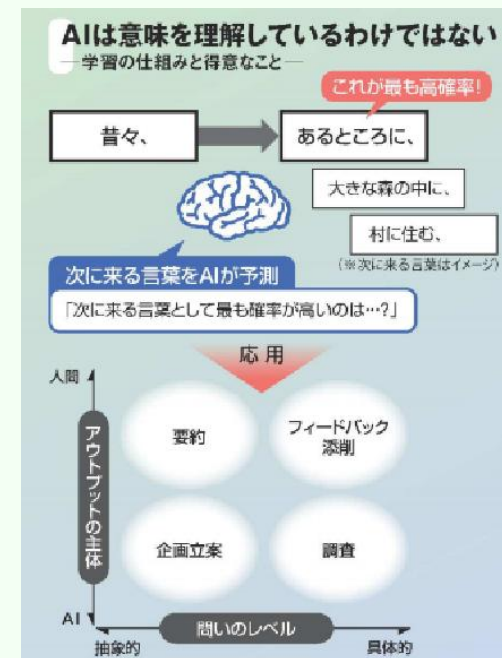 AIは意味を理解しているわけではない
―学習の仕組みと得意なこと―
これが最も高確率!
昔々、
あるところに、
大きな森の中に、
村に住む、
(※次に来る言葉はイメージ)
次に来る言葉をAIが予測
「次に来る言葉として最も確率が高いのは…?」
応用
人間
アウトプットの主体
AI
要約
フィードバック
添削
企画立案
調査
抽象的
問いのレベル
具体的